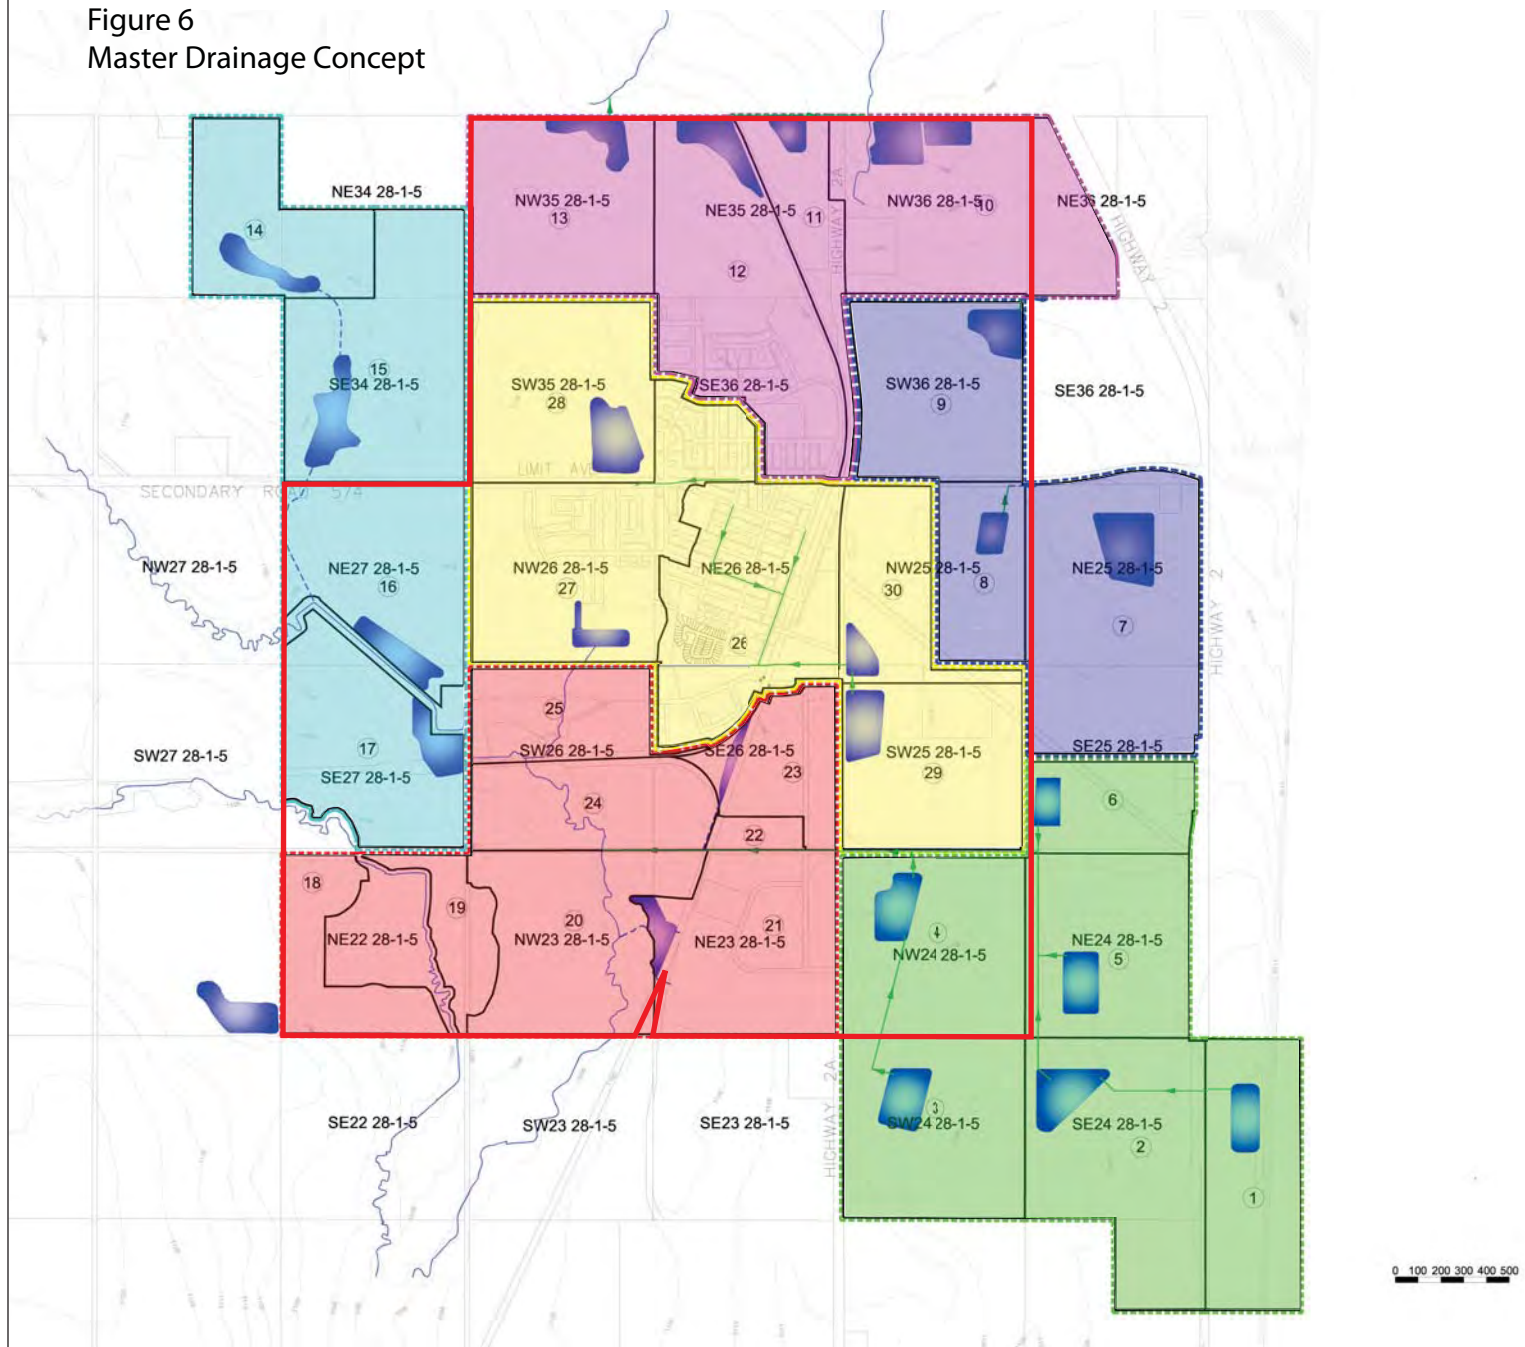 Figure 6
Master Drainage Concept
NE34 28-1-5
NW35 28-1-5
13
NE35 28-1-5
11
HIGHWAY 2A
NW36 28-1-5
10
NE36 28-1-5
HIGHWAY 2
14
12
15
SE34 28-1-5
SW35 28-1-5
28
SE36 28-1-5
SW36 28-1-5
9
SE36 28-1-5
LIMIT AVE
SECONDARY ROAD 574
NW27 28-1-5
NE27 28-1-5
16
NW26 28-1-5
27
NE26 28-1-5
NW25 28-1-5
30
8
NE25 28-1-5
7
HIGHWAY 2
26
25
SW27 28-1-5
17
SE27 28-1-5
SW26 28-1-5
SE26 28-1-5
23
SW25 28-1-5
29
SE25 28-1-5
24
22
6
18
19
20
21
4
NE22 28-1-5
NW23 28-1-5
NE23 28-1-5
NW24 28-1-5
NE24 28-1-5
5
HIGHWAY 2A
SE22 28-1-5
SW23 28-1-5
SE23 28-1-5
3
SW24 28-1-5
SE24 28-1-5
2
1
0 100 200 300 400 500